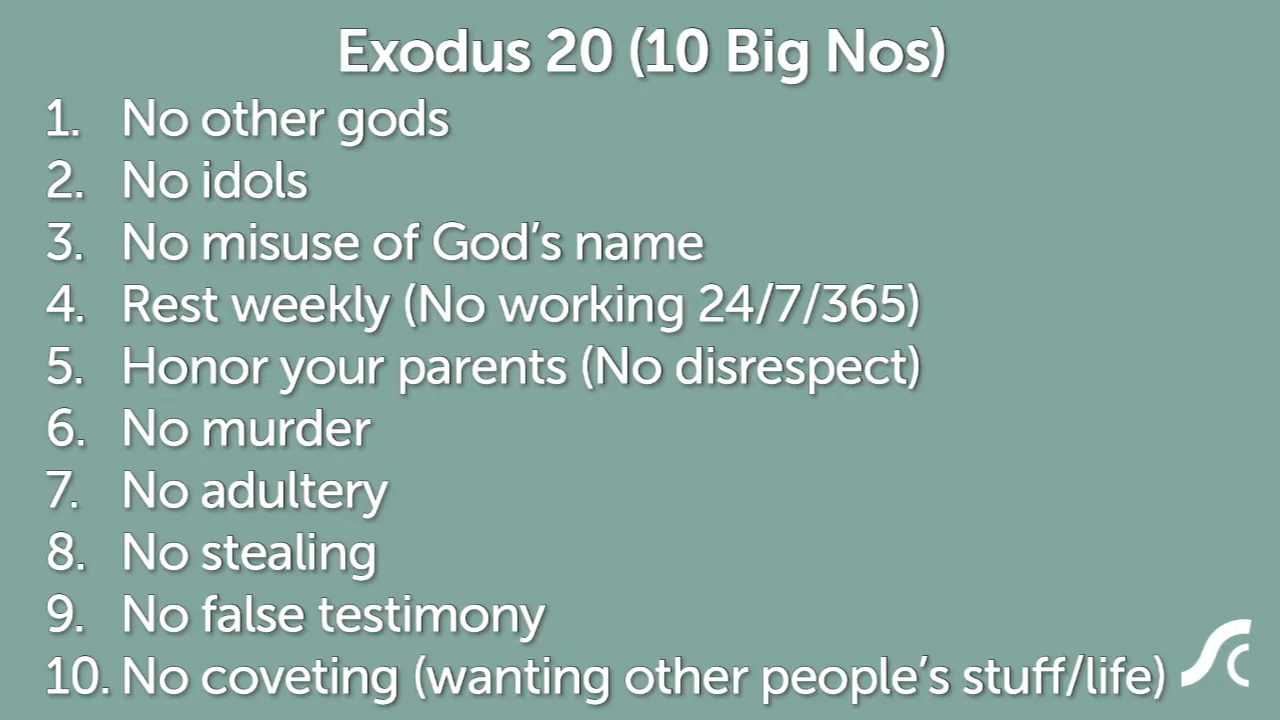 Exodus 20 (10 Big Nos)
1. No other gods
2. No idols
3. No misuse of God’s name
4. Rest weekly (No working 24/7/365)
5. Honor your parents (No disrespect)
6. No murder
7. No adultery
8. No stealing
9. No false testimony
10. No coveting (wanting other people’s stuff/life)